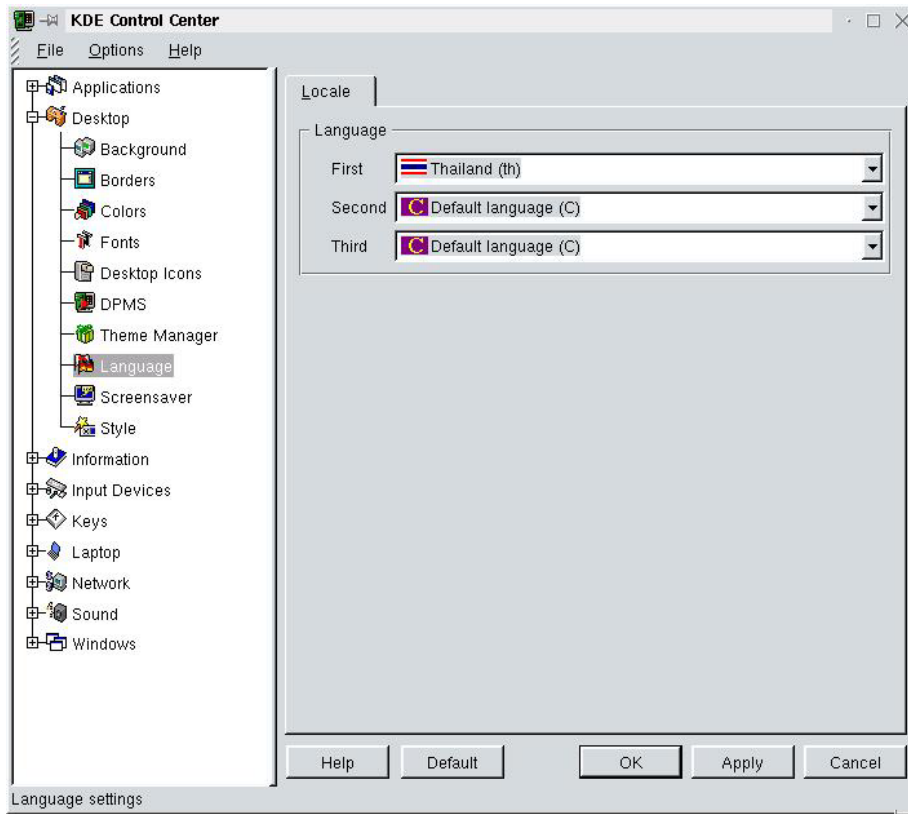 KDE Control Center
File Options Help
Applications
Desktop
Background
Borders
Colors
Fonts
Desktop Icons
DPMS
Theme Manager
Language
Screensaver
Style
Information
Input Devices
Keys
Laptop
Network
Sound
Windows
Locale
Language
First Thailand (th)
Second C Default language (C)
Third C Default language (C)
Help Default OK Apply Cancel
Language settings